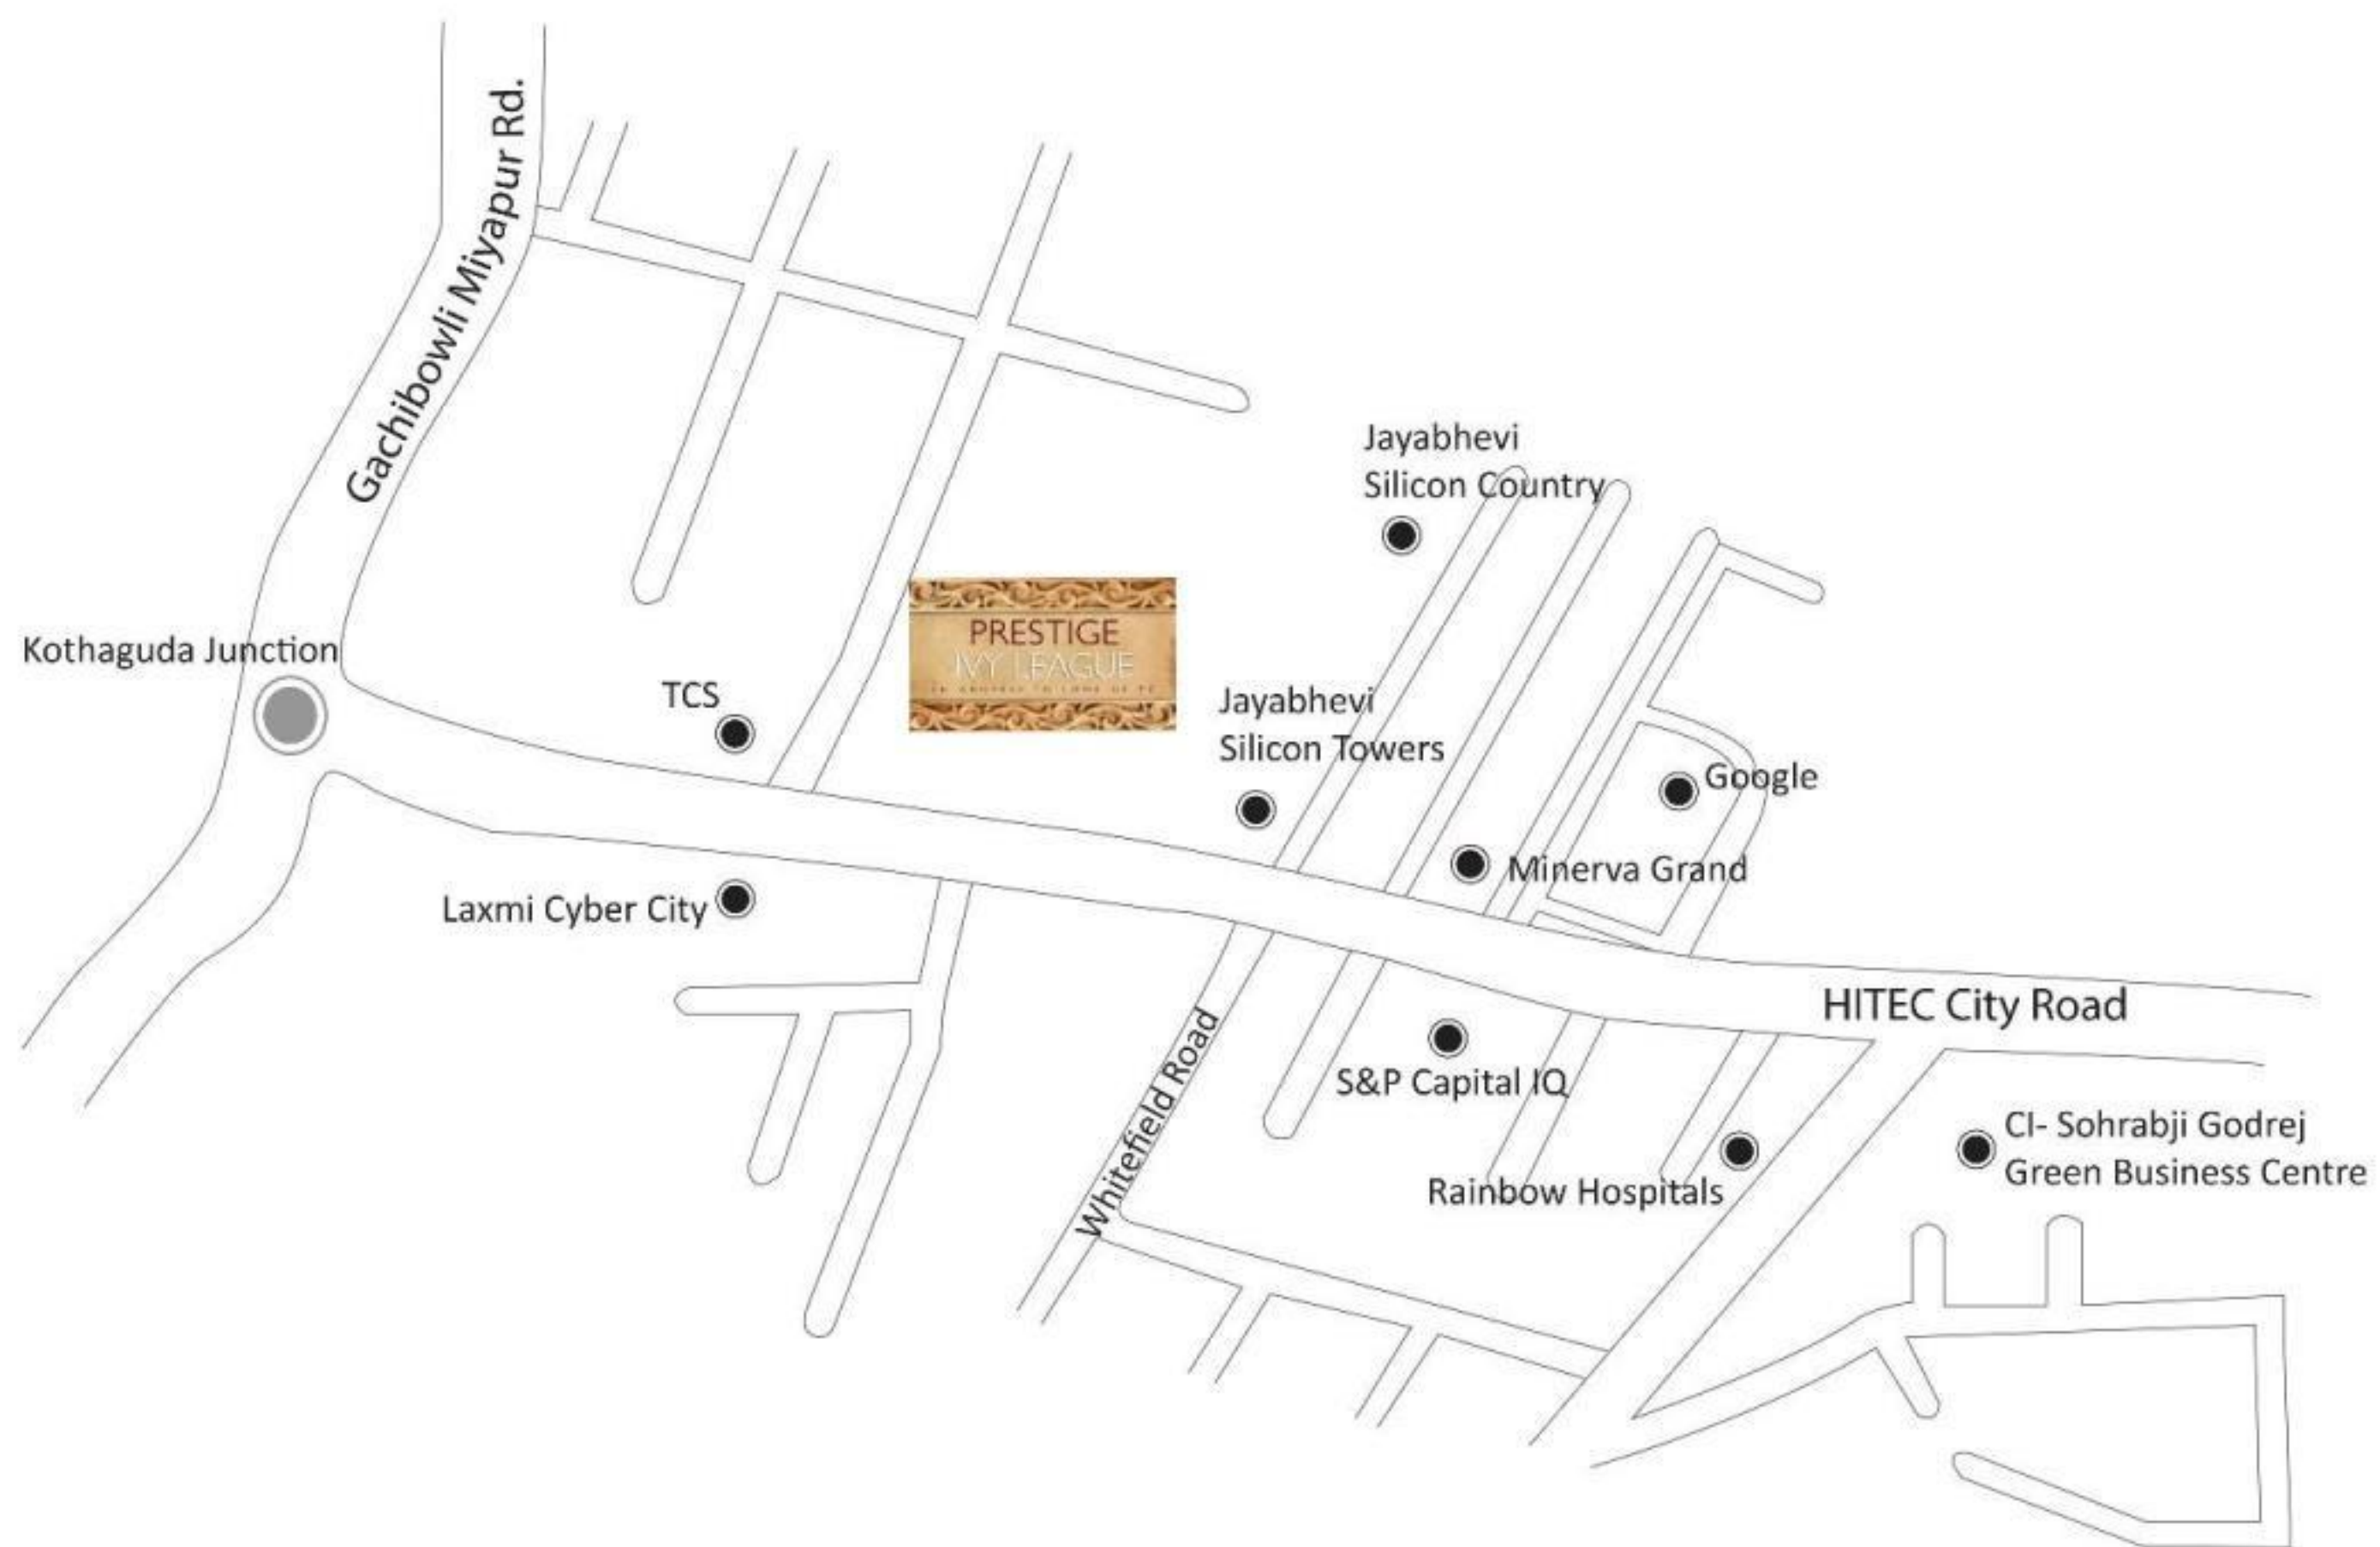 Gachibowli Miyapur Rd.
Jayabhevi
Silicon Country
Kothaguda Junction
PRESTIGE
IVY LEAGUE
TCS
Jayabhevi
Silicon Towers
Google
Minerva Grand
Laxmi Cyber City
HITEC City Road
Whitefield Road
S&P Capital IQ
CI- Sohrabji Godrej
Green Business Centre
Rainbow Hospitals